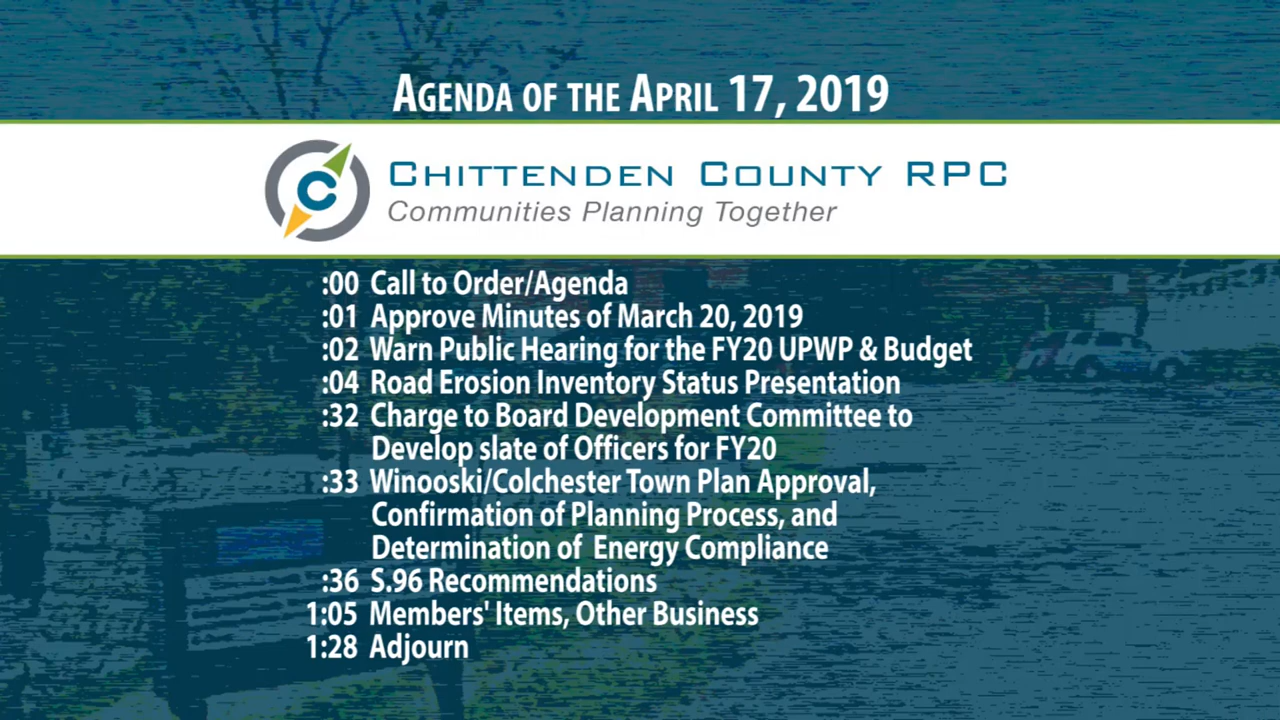 AGENDA OF THE APRIL 17, 2019
C
CHITTENDEN COUNTY RPC
Communities Planning Together
:00 Call to Order/Agenda
:01 Approve Minutes of March 20, 2019
:02 Warn Public Hearing for the FY20 UPWP & Budget
:04 Road Erosion Inventory Status Presentation
:32 Charge to Board Development Committee to
Develop slate of Officers for FY20
:33 Winooski/Colchester Town Plan Approval,
Confirmation of Planning Process, and
Determination of Energy Compliance
:36 S.96 Recommendations
1:05 Members' Items, Other Business
1:28 Adjourn